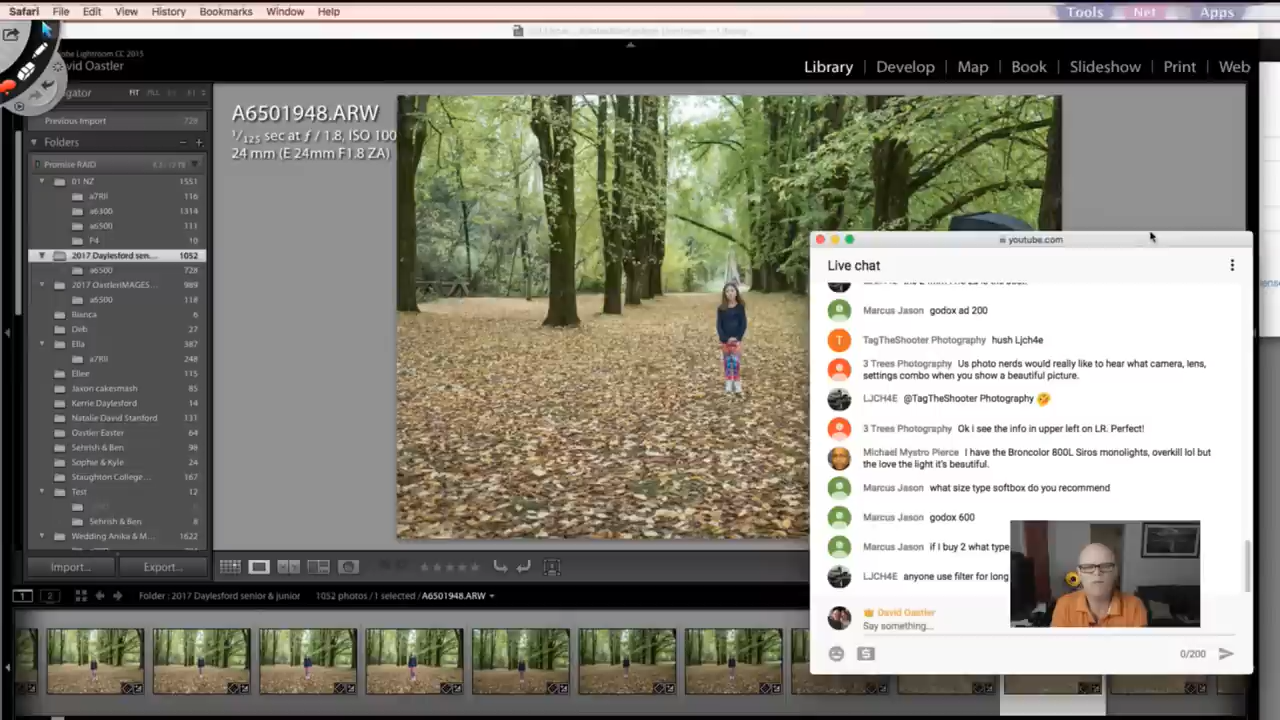 Safari File Edit View History Bookmarks Window Help
Tools Net Apps
Lightroom CC 2015
David Oastler
Library | Develop | Map | Book | Slideshow | Print | Web
FIT
Previous Import 728
Folders
Promise RAID
01 NZ 1551
a7RII 116
a6300 1314
a6500 111
P4 10
2017 Daylesford sen... 1052
a6500 728
2017 OastlerIMAGES... 989
a6500 118
Bianca 6
Deb 27
Ella 387
a7RII 248
Ellee 115
Jaxon cakesmash 85
Kerrie Daylesford 14
Natalie David Stanford 131
Oastler Easter 64
Sehrish & Ben 98
Sophie & Kyle 24
Staughton College... 167
Test 12
Sehrish & Ben 8
Wedding Anika & M... 1622
Import... Export...
A6501948.ARW
1/125 sec at f / 1.8, ISO 100
24 mm (E 24mm F1.8 ZA)
youtube.com
Live chat
Marcus Jason godox ad 200
TagTheShooter Photography hush Ljch4e
3 Trees Photography Us photo nerds would really like to hear what camera, lens,
settings combo when you show a beautiful picture.
LJCH4E @TagTheShooter Photography 🤣
3 Trees Photography Ok i see the info in upper left on LR. Perfect!
Michael Mystro Pierce I have the Broncolor 800L Siros monolights, overkill lol but
the love the light it's beautiful.
Marcus Jason what size type softbox do you recommend
Marcus Jason godox 600
Marcus Jason if I buy 2 what type
LJCH4E anyone use filter for long
David Oastler
Say something...
0/200
1 2 Folder : 2017 Daylesford senior & junior 1052 photos / 1 selected / A6501948.ARW